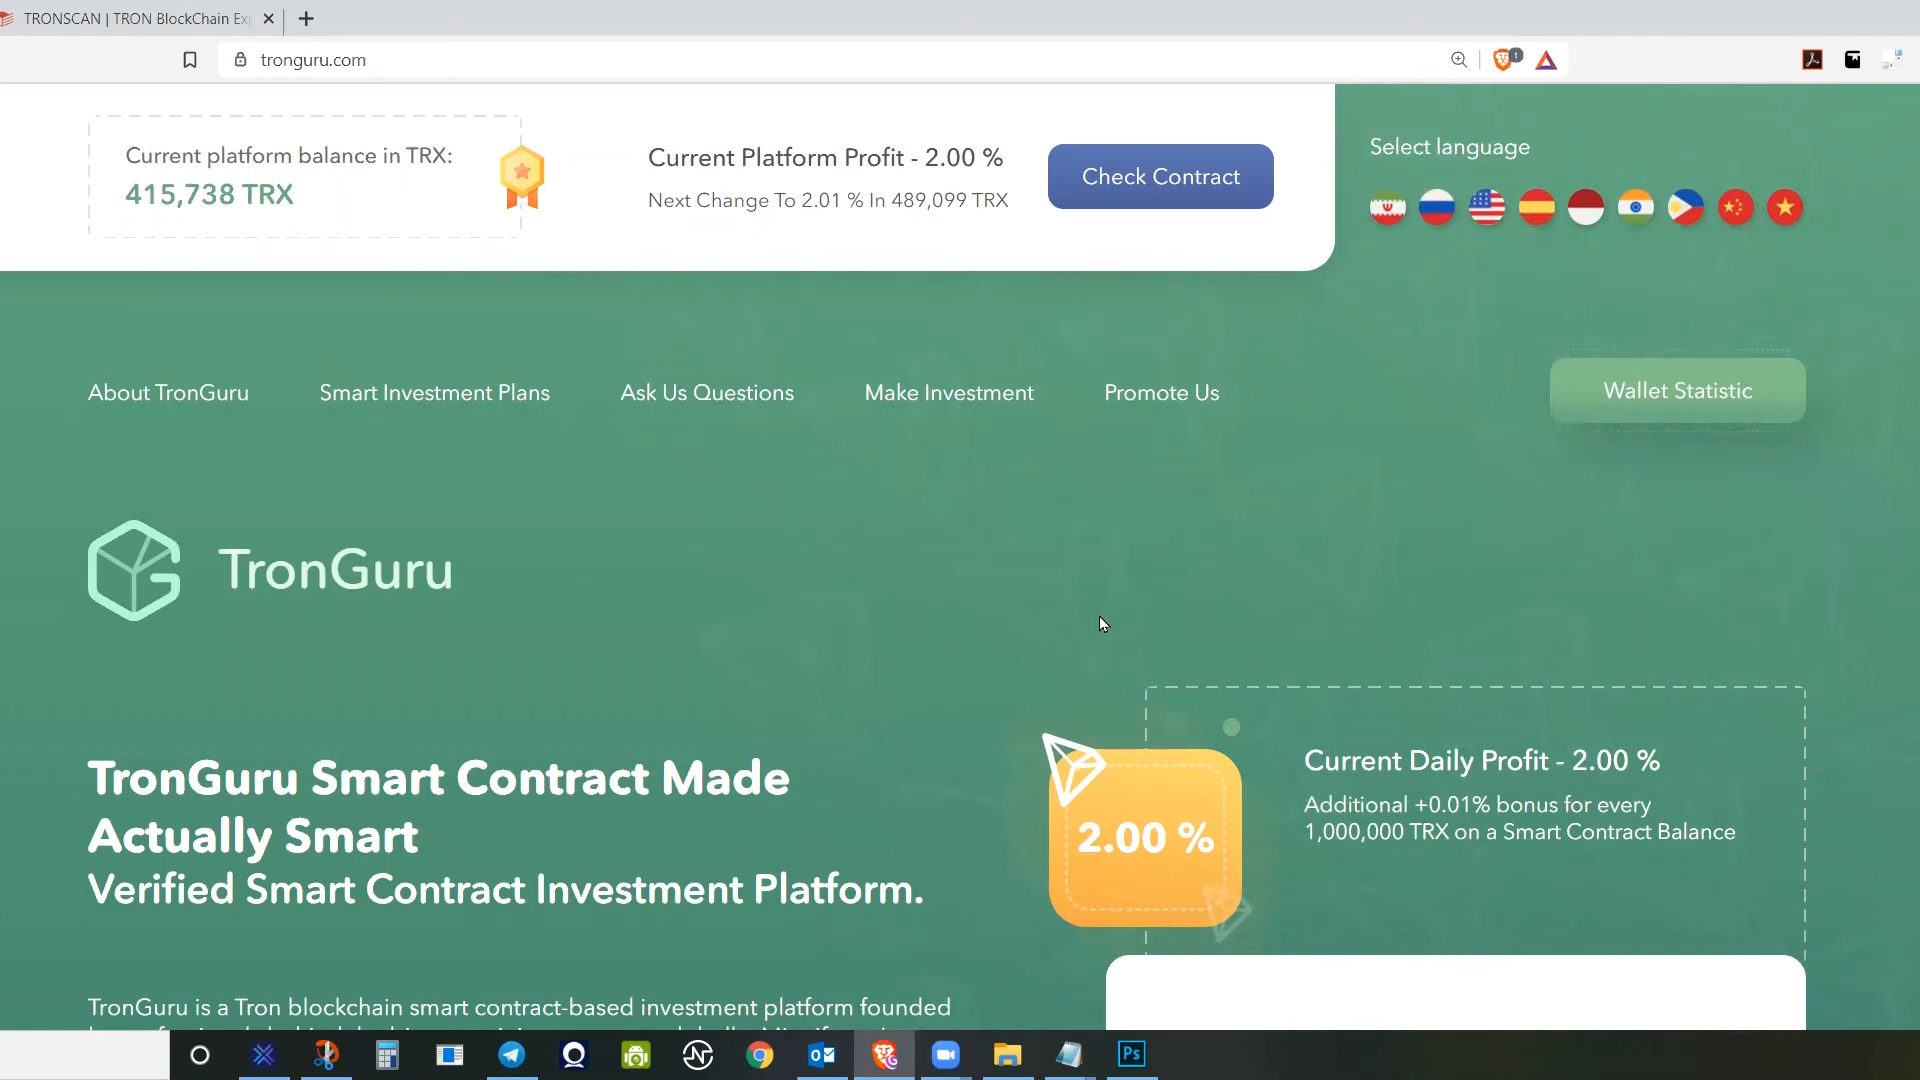 TRONSCAN | TRON BlockChain Ex
tronguru.com
1
Current platform balance in TRX:
415,738 TRX
Current Platform Profit - 2.00 %
Next Change To 2.01 % In 489,099 TRX
Check Contract
Select language
About TronGuru
Smart Investment Plans
Ask Us Questions
Make Investment
Promote Us
Wallet Statistic
TronGuru
TronGuru Smart Contract Made
Actually Smart
Verified Smart Contract Investment Platform.
2.00 %
Current Daily Profit - 2.00 %
Additional +0.01% bonus for every
1,000,000 TRX on a Smart Contract Balance
TronGuru is a Tron blockchain smart contract-based investment platform founded
Ps